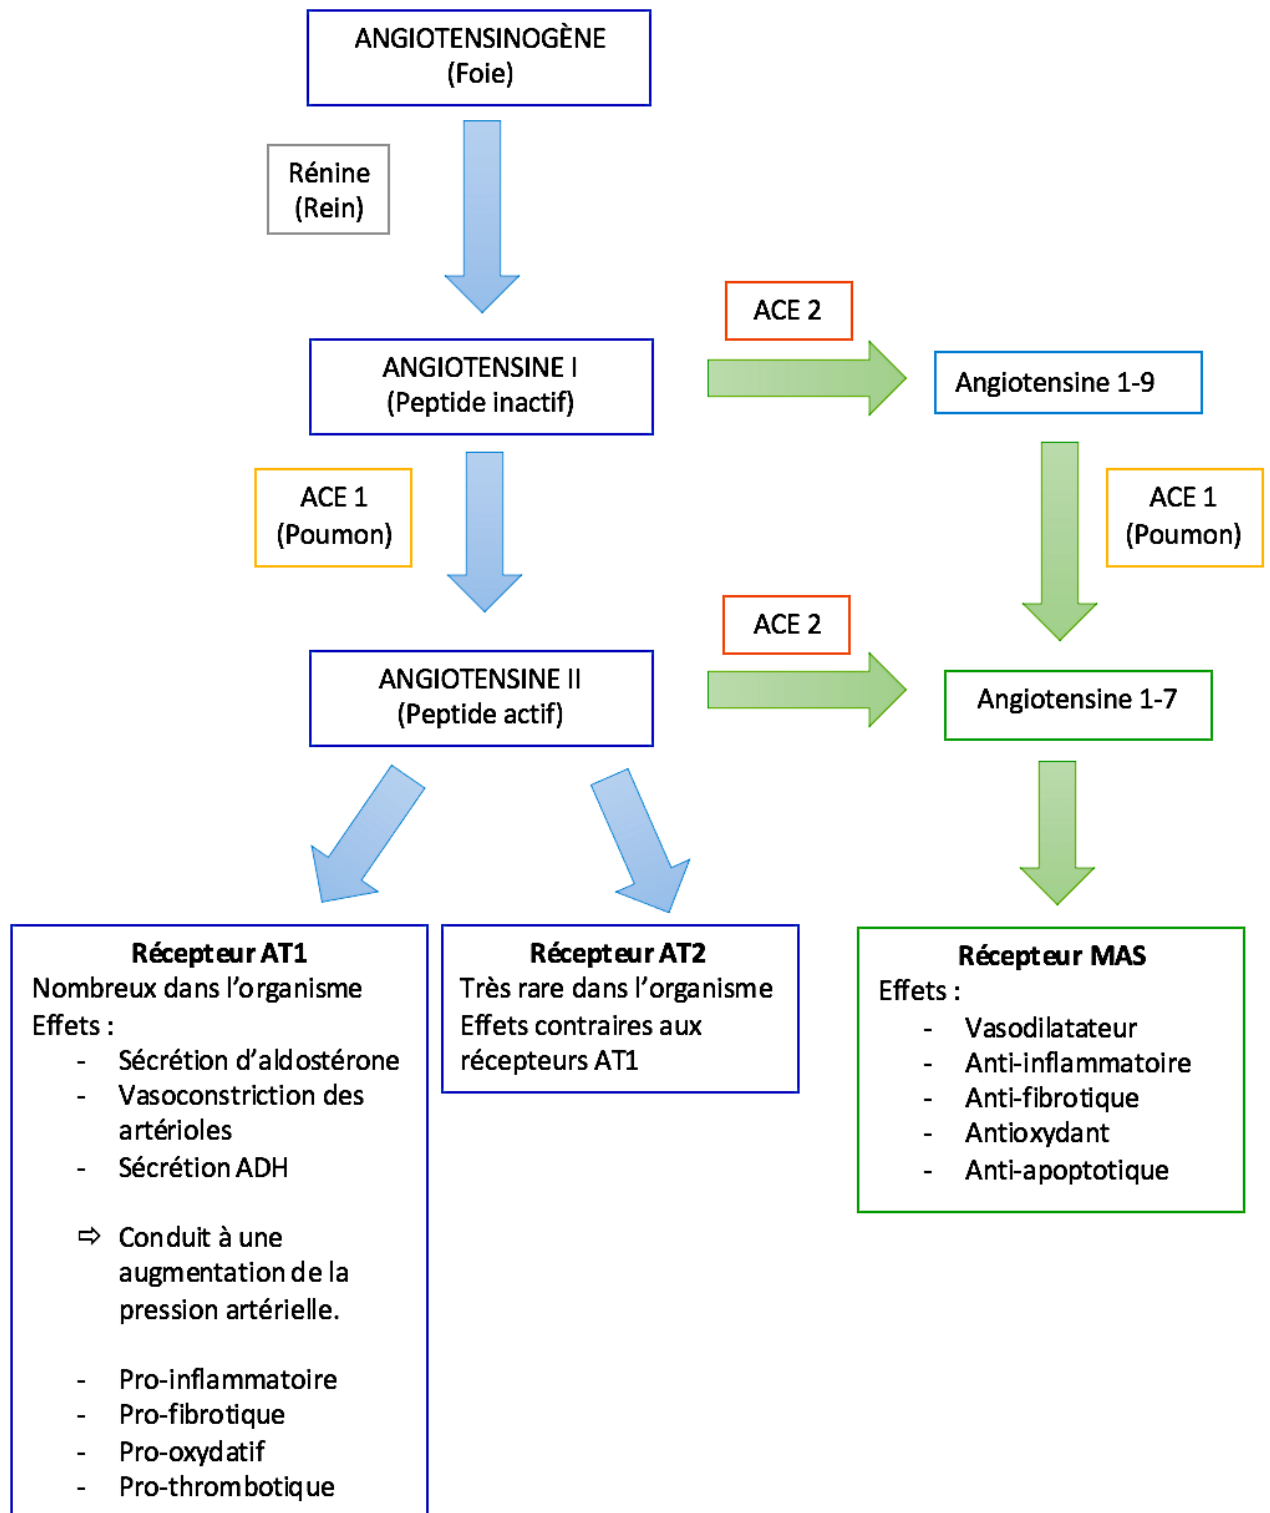 ANGIOTENSINOGÈNE
(Foie)
Rénine
(Rein)
ACE 2
ANGIOTENSINE I
(Peptide inactif)
Angiotensine 1-9
ACE 1
(Poumon)
ACE 1
(Poumon)
ACE 2
ANGIOTENSINE II
(Peptide actif)
Angiotensine 1-7
Récepteur AT1
Nombreux dans l'organisme
Effets :
- Sécrétion d'aldostérone
- Vasoconstriction des
artérioles
- Sécrétion ADH
⇨ Conduit à une
augmentation de la
pression artérielle.
- Pro-inflammatoire
- Pro-fibrotique
- Pro-oxydatif
- Pro-thrombotique
Récepteur AT2
Très rare dans l'organisme
Effets contraires aux
récepteurs AT1
Récepteur MAS
Effets :
- Vasodilatateur
- Anti-inflammatoire
- Anti-fibrotique
- Antioxydant
- Anti-apoptotique